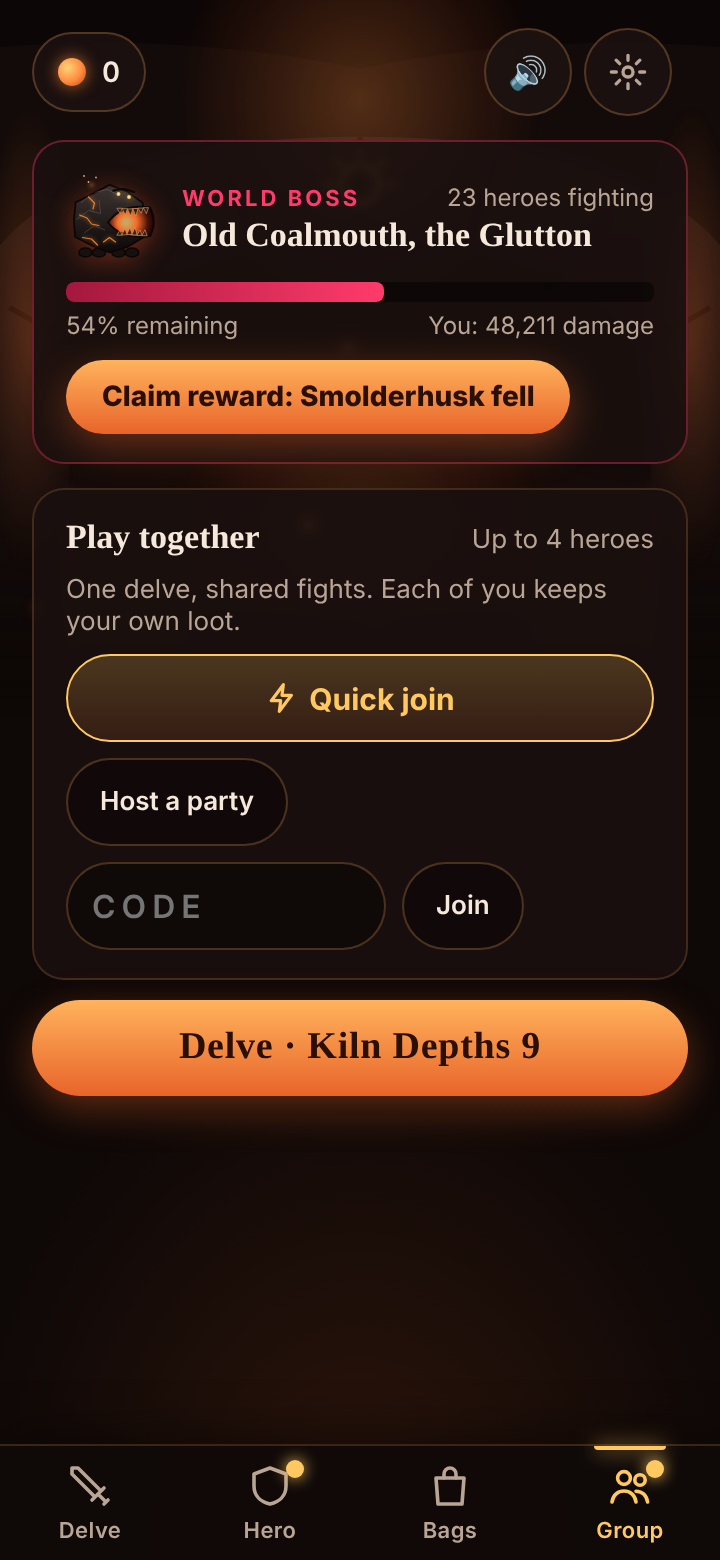 0
WORLD BOSS
23 heroes fighting
Old Coalmouth, the Glutton
54% remaining
You: 48,211 damage
Claim reward: Smolderhusk fell
Play together
Up to 4 heroes
One delve, shared fights. Each of you keeps
your own loot.
Quick join
Host a party
CODE
Join
Delve · Kiln Depths 9
Delve
Hero
Bags
Group